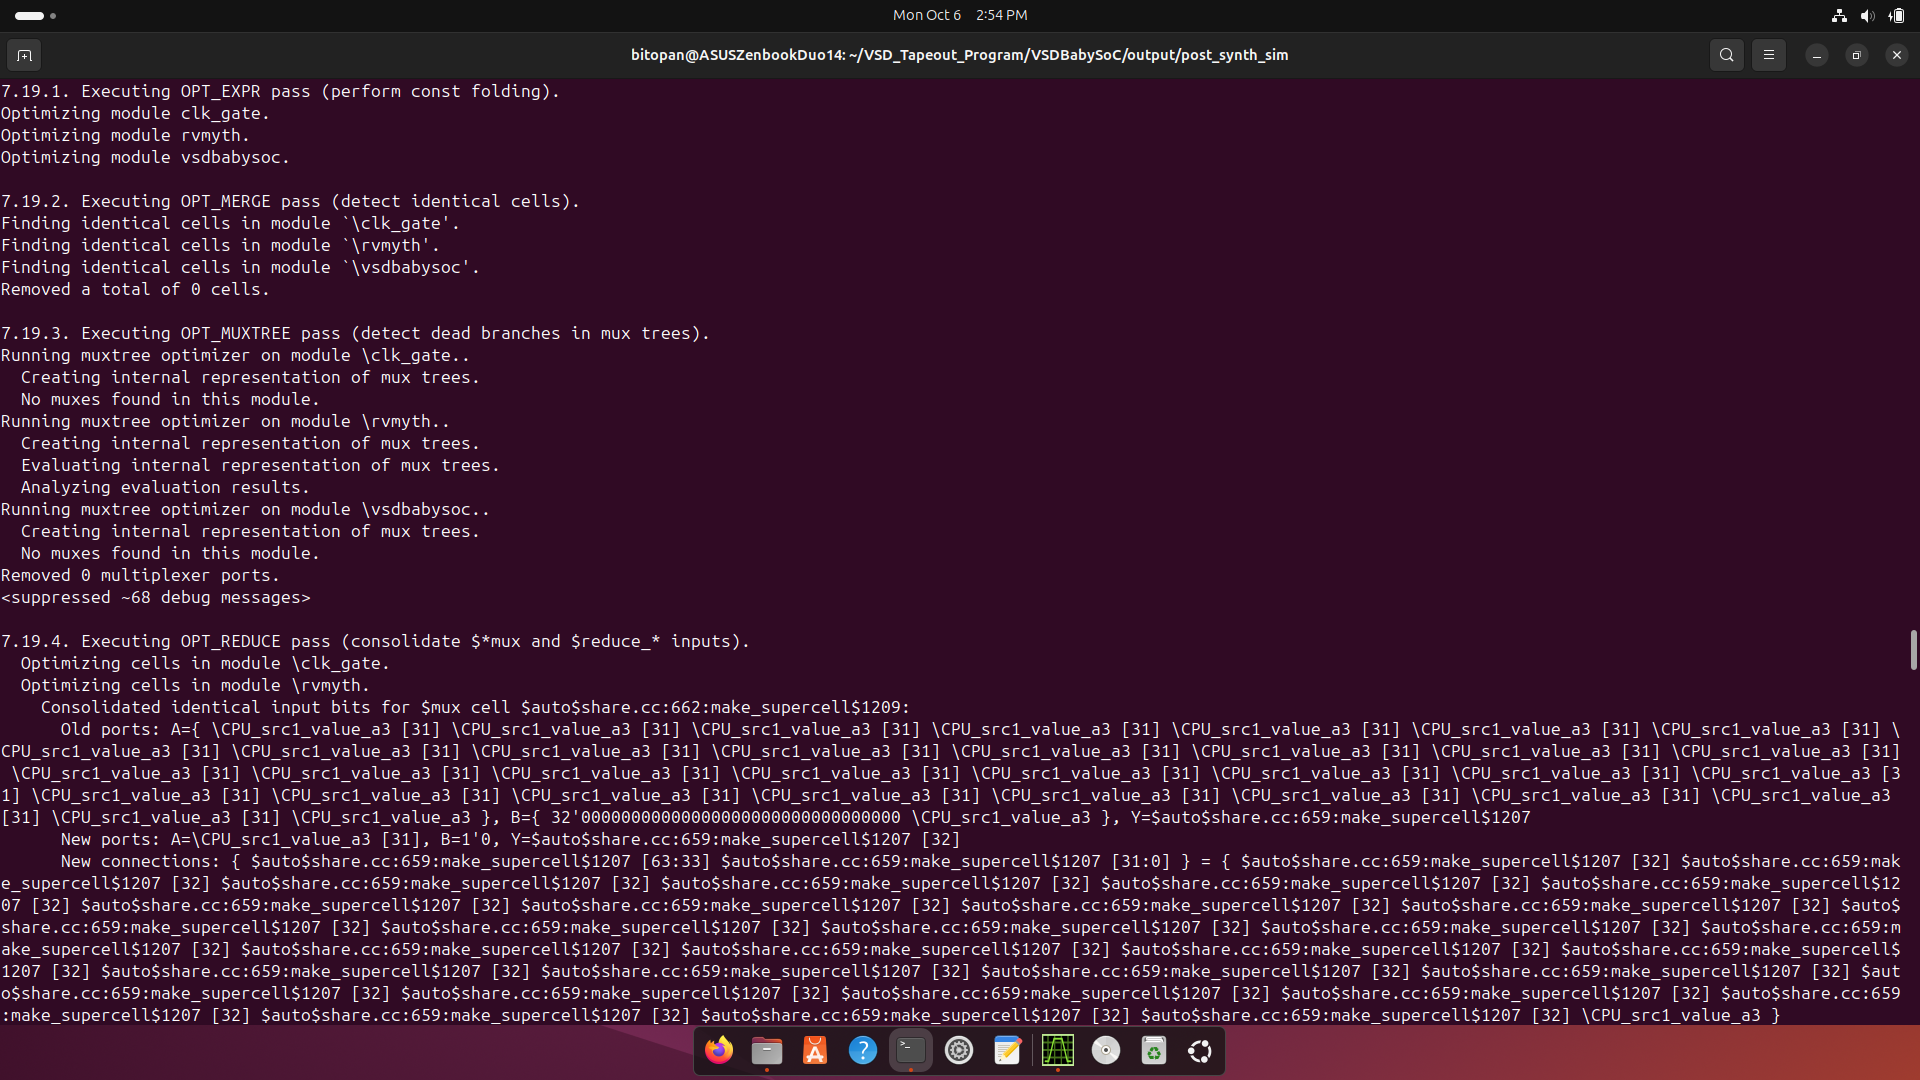 Mon Oct 6 2:54 PM
bitopan@ASUSZenbookDuo14: ~/VSD_Tapeout_Program/VSDBabySoC/output/post_synth_sim
7.19.1. Executing OPT_EXPR pass (perform const folding).
Optimizing module clk_gate.
Optimizing module rvmyth.
Optimizing module vsdbabysoc.
7.19.2. Executing OPT_MERGE pass (detect identical cells).
Finding identical cells in module `\clk_gate'.
Finding identical cells in module `\rvmyth'.
Finding identical cells in module `\vsdbabysoc'.
Removed a total of 0 cells.
7.19.3. Executing OPT_MUXTREE pass (detect dead branches in mux trees).
Running muxtree optimizer on module \clk_gate..
  Creating internal representation of mux trees.
  No muxes found in this module.
Running muxtree optimizer on module \rvmyth..
  Creating internal representation of mux trees.
  Evaluating internal representation of mux trees.
  Analyzing evaluation results.
Running muxtree optimizer on module \vsdbabysoc..
  Creating internal representation of mux trees.
  No muxes found in this module.
Removed 0 multiplexer ports.
<suppressed ~68 debug messages>
7.19.4. Executing OPT_REDUCE pass (consolidate $*mux and $reduce_* inputs).
  Optimizing cells in module \clk_gate.
  Optimizing cells in module \rvmyth.
    Consolidated identical input bits for $mux cell $auto$share.cc:662:make_supercell$1209:
      Old ports: A={ \CPU_src1_value_a3 [31] \CPU_src1_value_a3 [31] \CPU_src1_value_a3 [31] \CPU_src1_value_a3 [31] \CPU_src1_value_a3 [31] \CPU_src1_value_a3 [31] \CPU_src1_value_a3 [31] \
CPU_src1_value_a3 [31] \CPU_src1_value_a3 [31] \CPU_src1_value_a3 [31] \CPU_src1_value_a3 [31] \CPU_src1_value_a3 [31] \CPU_src1_value_a3 [31] \CPU_src1_value_a3 [31] \CPU_src1_value_a3 [31]
 \CPU_src1_value_a3 [31] \CPU_src1_value_a3 [31] \CPU_src1_value_a3 [31] \CPU_src1_value_a3 [31] \CPU_src1_value_a3 [31] \CPU_src1_value_a3 [31] \CPU_src1_value_a3 [31] \CPU_src1_value_a3 [3
1] \CPU_src1_value_a3 [31] \CPU_src1_value_a3 [31] \CPU_src1_value_a3 [31] \CPU_src1_value_a3 [31] \CPU_src1_value_a3 [31] \CPU_src1_value_a3 [31] \CPU_src1_value_a3 [31] \CPU_src1_value_a3
[31] \CPU_src1_value_a3 [31] \CPU_src1_value_a3 }, B={ 32'00000000000000000000000000000000 \CPU_src1_value_a3 }, Y=$auto$share.cc:659:make_supercell$1207
      New ports: A=\CPU_src1_value_a3 [31], B=1'0, Y=$auto$share.cc:659:make_supercell$1207 [32]
      New connections: { $auto$share.cc:659:make_supercell$1207 [63:33] $auto$share.cc:659:make_supercell$1207 [31:0] } = { $auto$share.cc:659:make_supercell$1207 [32] $auto$share.cc:659:mak
e_supercell$1207 [32] $auto$share.cc:659:make_supercell$1207 [32] $auto$share.cc:659:make_supercell$1207 [32] $auto$share.cc:659:make_supercell$1207 [32] $auto$share.cc:659:make_supercell$12
07 [32] $auto$share.cc:659:make_supercell$1207 [32] $auto$share.cc:659:make_supercell$1207 [32] $auto$share.cc:659:make_supercell$1207 [32] $auto$share.cc:659:make_supercell$1207 [32] $auto$
share.cc:659:make_supercell$1207 [32] $auto$share.cc:659:make_supercell$1207 [32] $auto$share.cc:659:make_supercell$1207 [32] $auto$share.cc:659:make_supercell$1207 [32] $auto$share.cc:659:m
ake_supercell$1207 [32] $auto$share.cc:659:make_supercell$1207 [32] $auto$share.cc:659:make_supercell$1207 [32] $auto$share.cc:659:make_supercell$1207 [32] $auto$share.cc:659:make_supercell$
1207 [32] $auto$share.cc:659:make_supercell$1207 [32] $auto$share.cc:659:make_supercell$1207 [32] $auto$share.cc:659:make_supercell$1207 [32] $auto$share.cc:659:make_supercell$1207 [32] $aut
o$share.cc:659:make_supercell$1207 [32] $auto$share.cc:659:make_supercell$1207 [32] $auto$share.cc:659:make_supercell$1207 [32] $auto$share.cc:659:make_supercell$1207 [32] $auto$share.cc:659
:make_supercell$1207 [32] $auto$share.cc:659:make_supercell$1207 [32] $auto$share.cc:659:make_supercell$1207 [32] $auto$share.cc:659:make_supercell$1207 [32] \CPU_src1_value_a3 }